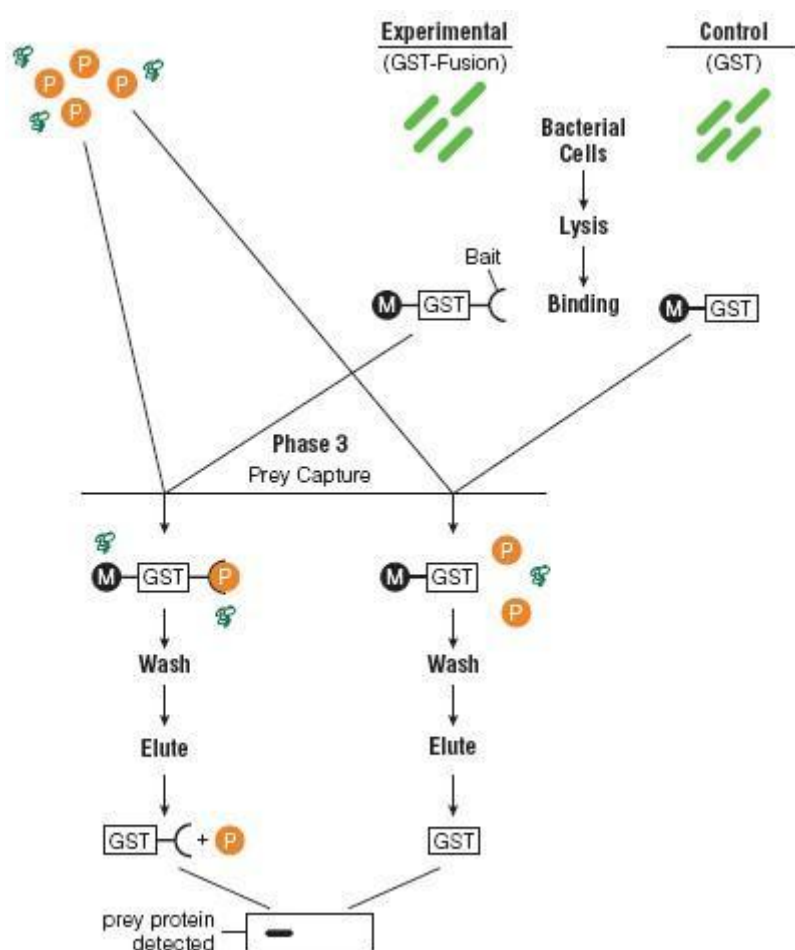 Experimental
(GST-Fusion)
Control
(GST)
P
P
P
P
Bacterial
Cells
Lysis
Binding
Bait
M GST
M GST
Phase 3
Prey Capture
M GST P
M GST
P
P
Wash
Wash
Elute
Elute
GST + P
GST
prey protein
detected